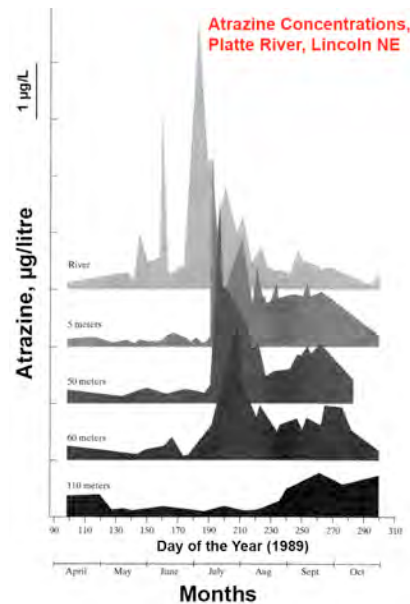 Atrazine Concentrations,
Platte River, Lincoln NE
1 µg/L
Atrazine, µg/litre
River
5 meters
50 meters
60 meters
110 meters
90 110 130 150 170 190 210 230 250 270 290 310
Day of the Year (1989)
April May June July Aug Sept Oct
Months